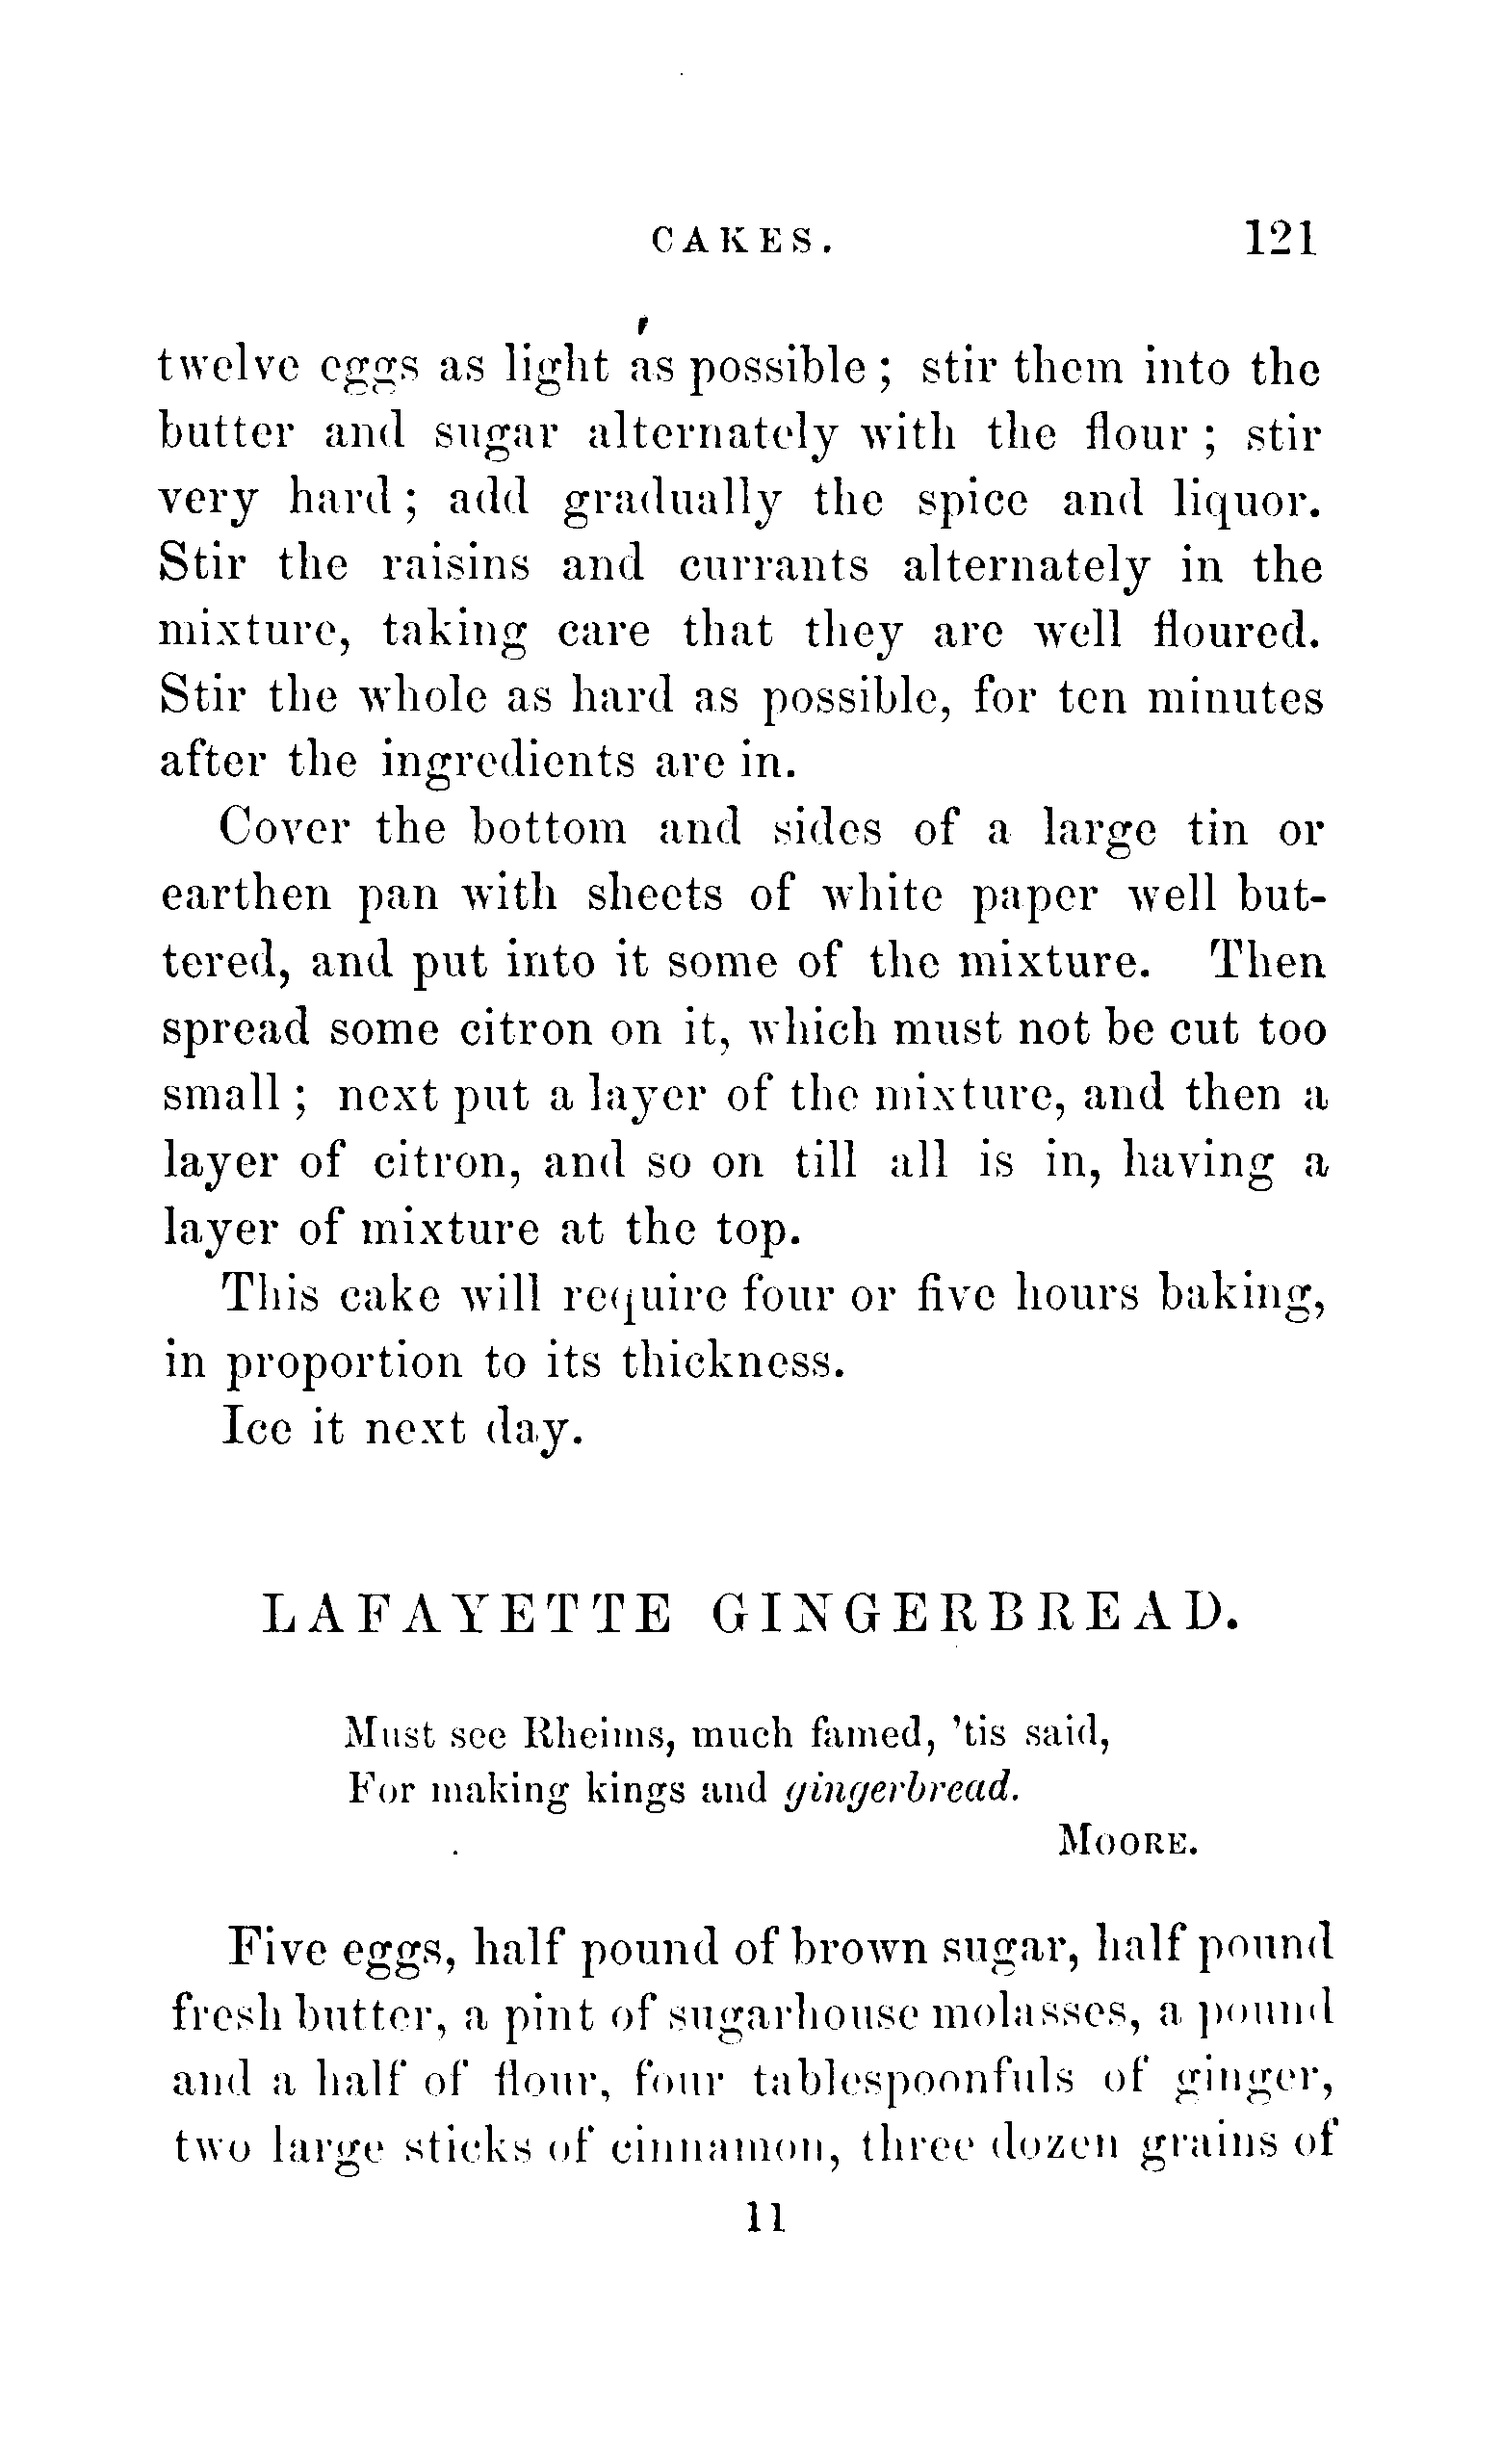 CAKES. 121
twelve eggs as light as possible; stir them into the
butter and sugar alternately with the flour; stir
very hard; add gradually the spice and liquor.
Stir the raisins and currants alternately in the
mixture, taking care that they are well floured.
Stir the whole as hard as possible, for ten minutes
after the ingredients are in.
Cover the bottom and sides of a large tin or
earthen pan with sheets of white paper well but-
tered, and put into it some of the mixture. Then
spread some citron on it, which must not be cut too
small; next put a layer of the mixture, and then a
layer of citron, and so on till all is in, having a
layer of mixture at the top.
This cake will require four or five hours baking,
in proportion to its thickness.
Ice it next day.
LAFAYETTE GINGERBREAD.
Must see Rheims, much famed, 'tis said,
For making kings and gingerbread.
MOORE.
Five eggs, half pound of brown sugar, half pound
fresh butter, a pint of sugarhouse molasses, a pound
and a half of flour, four tablespoonfuls of ginger,
two large sticks of cinnamon, three dozen grains of
11